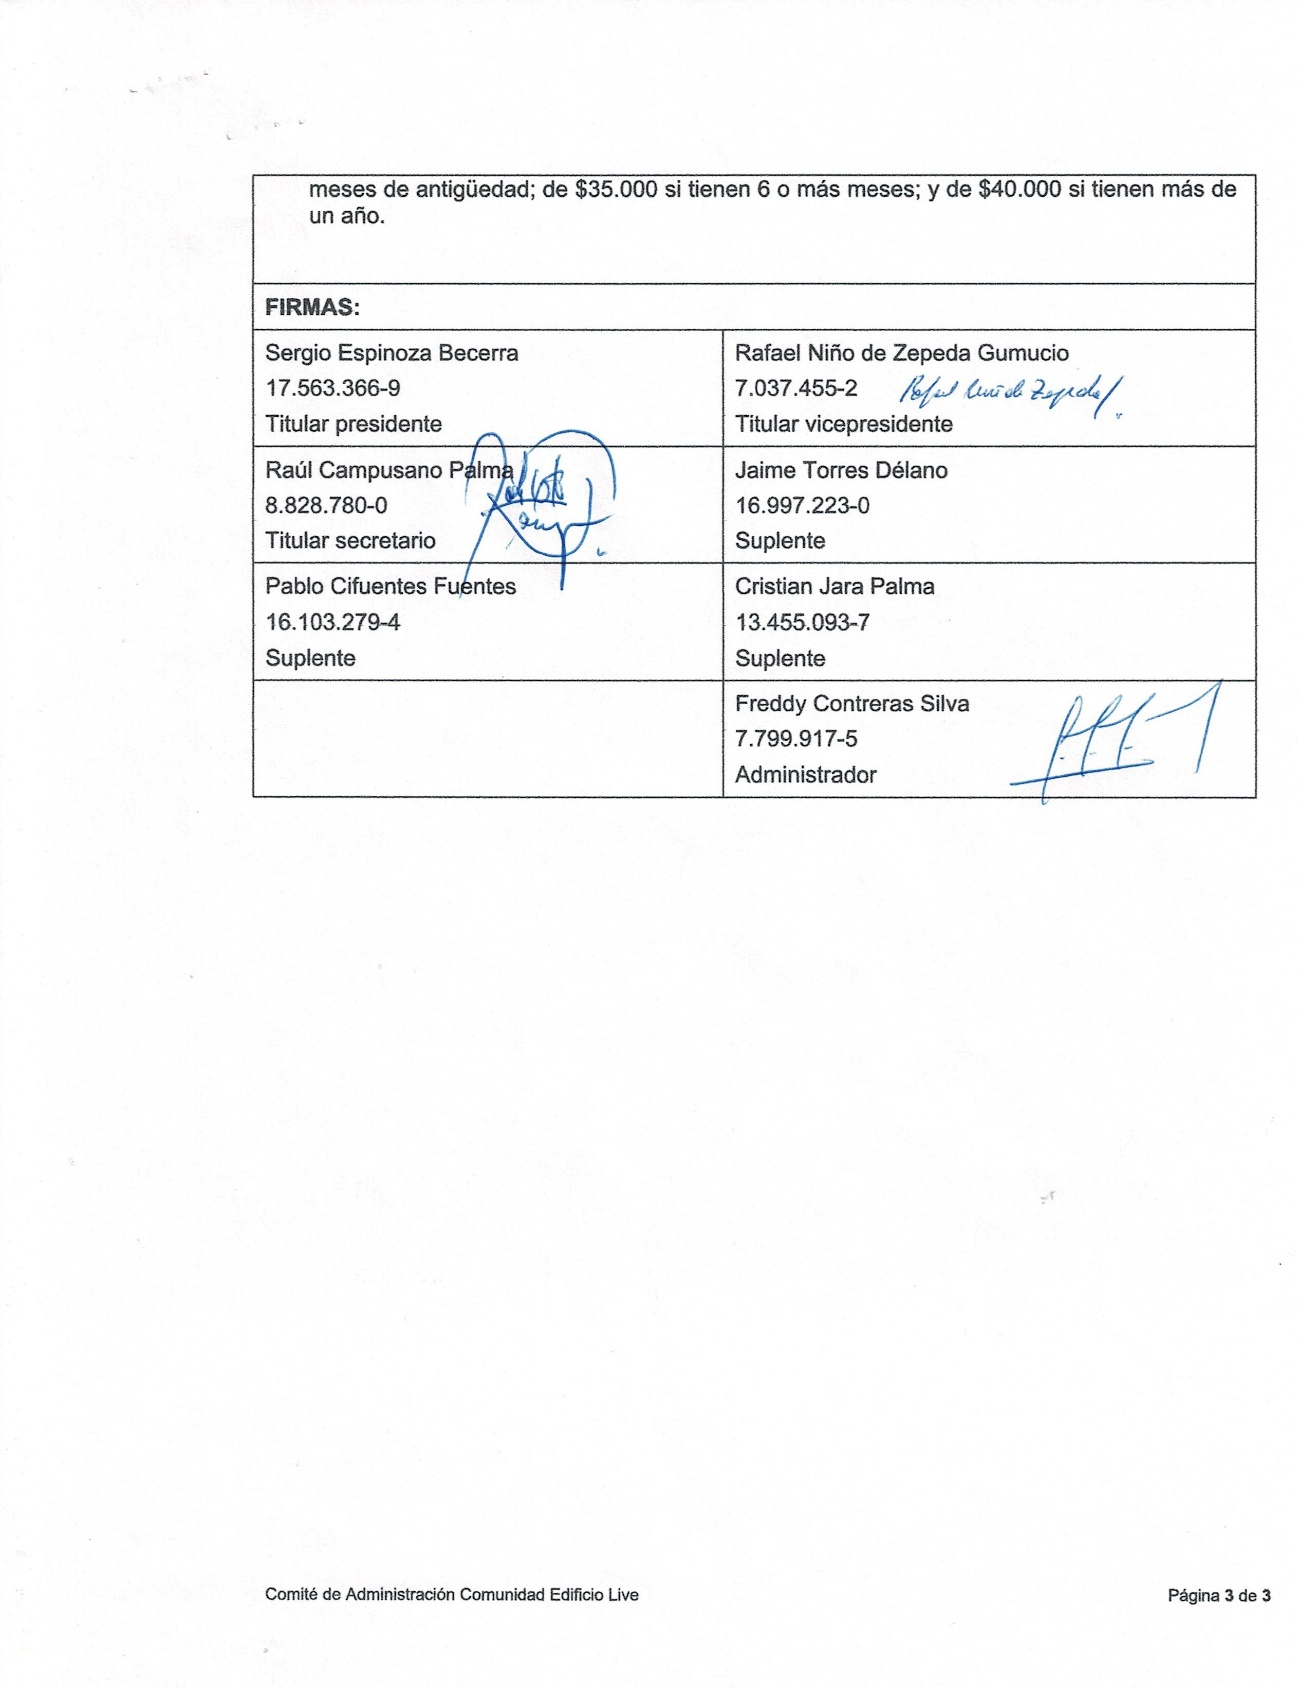 meses de antigüedad; de $35.000 si tienen 6 o más meses; y de $40.000 si tienen más de
un año.
FIRMAS:
Sergio Espinoza Becerra
17.563.366-9
Titular presidente
Rafael Niño de Zepeda Gumucio
7.037.455-2
Titular vicepresidente
Raúl Campusano Palma
8.828.780-0
Titular secretario
Jaime Torres Délano
16.997.223-0
Suplente
Pablo Cifuentes Fuentes
16.103.279-4
Suplente
Cristian Jara Palma
13.455.093-7
Suplente
Freddy Contreras Silva
7.799.917-5
Administrador
Comité de Administración Comunidad Edificio Live
Página 3 de 3